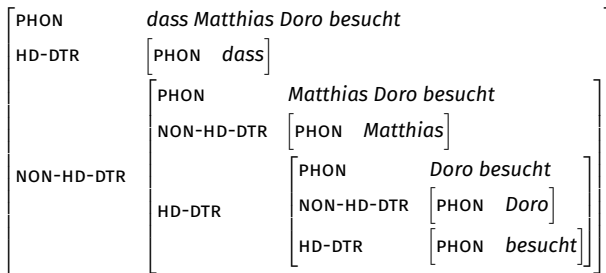 PHON dass Matthias Doro besucht
HD-DTR [PHON dass]
PHON Matthias Doro besucht
NON-HD-DTR [PHON Matthias]
NON-HD-DTR
PHON Doro besucht
HD-DTR NON-HD-DTR [PHON Doro]
HD-DTR [PHON besucht]